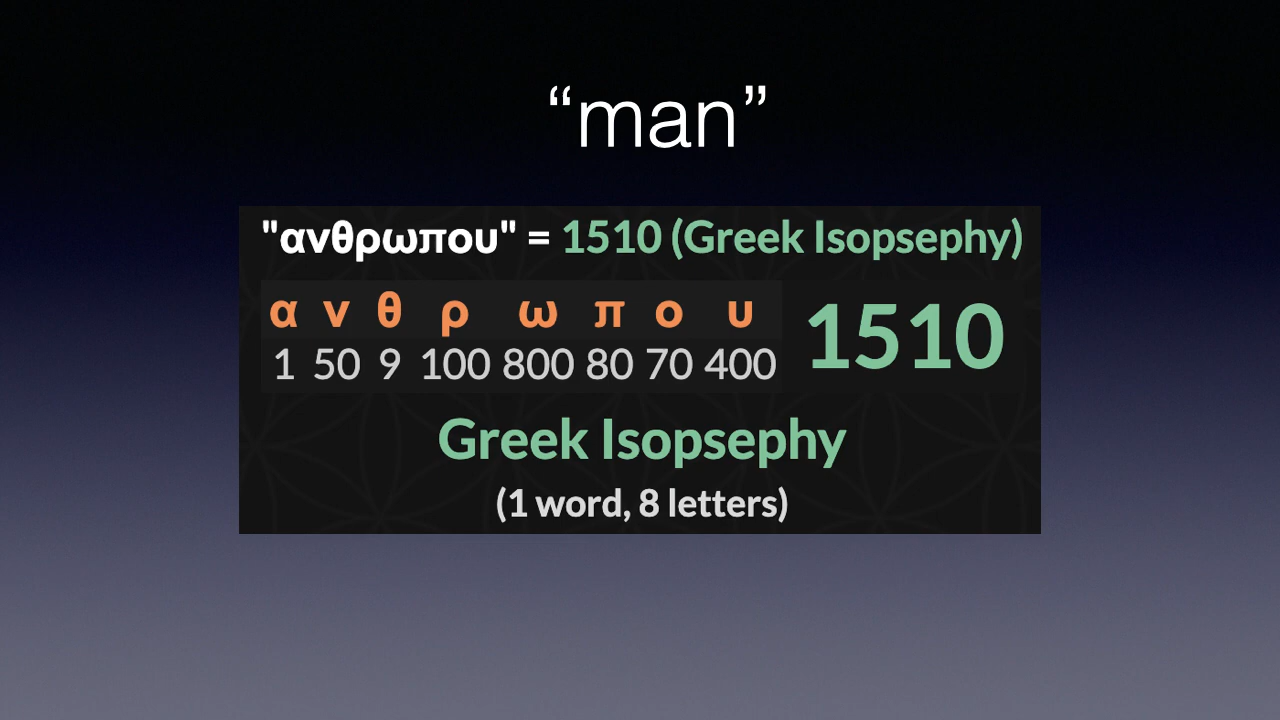 “man”
"ανθρωπου" = 1510 (Greek Isopsephy)
α ν θ ρ ω π ο υ
1 50 9 100 800 80 70 400
1510
Greek Isopsephy
(1 word, 8 letters)